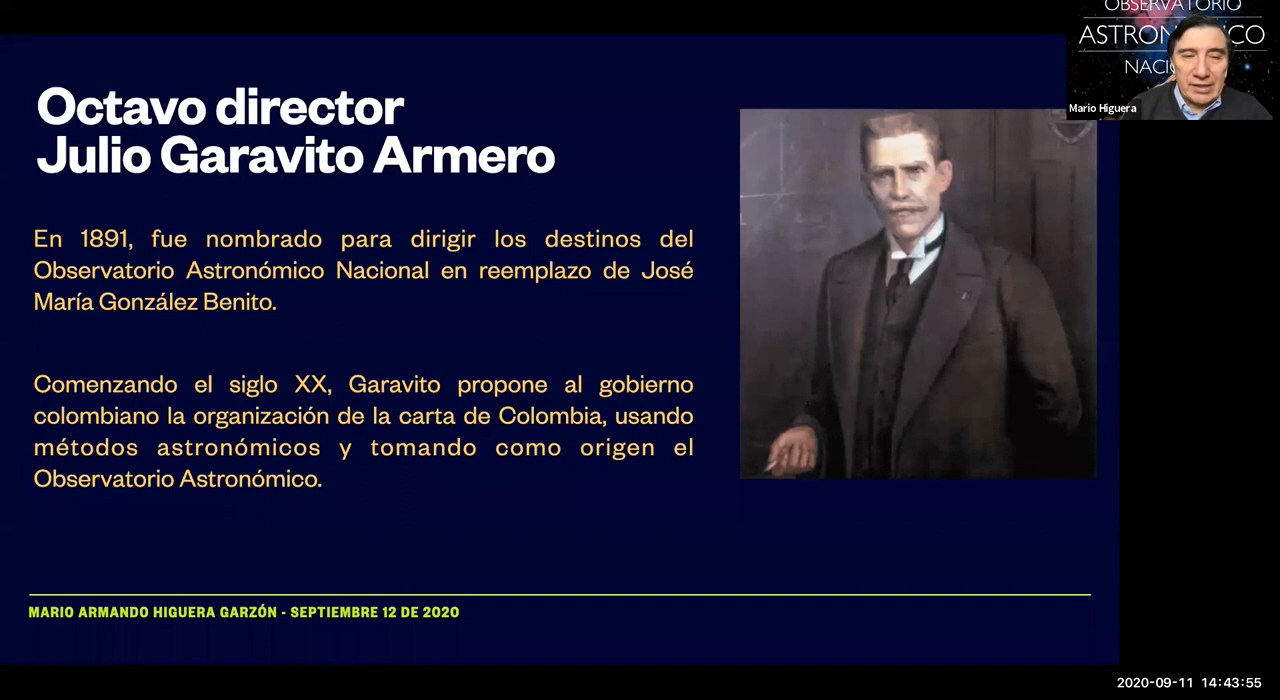 Octavo director
Julio Garavito Armero
En 1891, fue nombrado para dirigir los destinos del
Observatorio Astronómico Nacional en reemplazo de José
María González Benito.
Comenzando el siglo XX, Garavito propone al gobierno
colombiano la organización de la carta de Colombia, usando
métodos astronómicos y tomando como origen el
Observatorio Astronómico.
MARIO ARMANDO HIGUERA GARZÓN - SEPTIEMBRE 12 DE 2020
OBSERVATORIO
Mario Higuera
2020-09-11 14:43:55